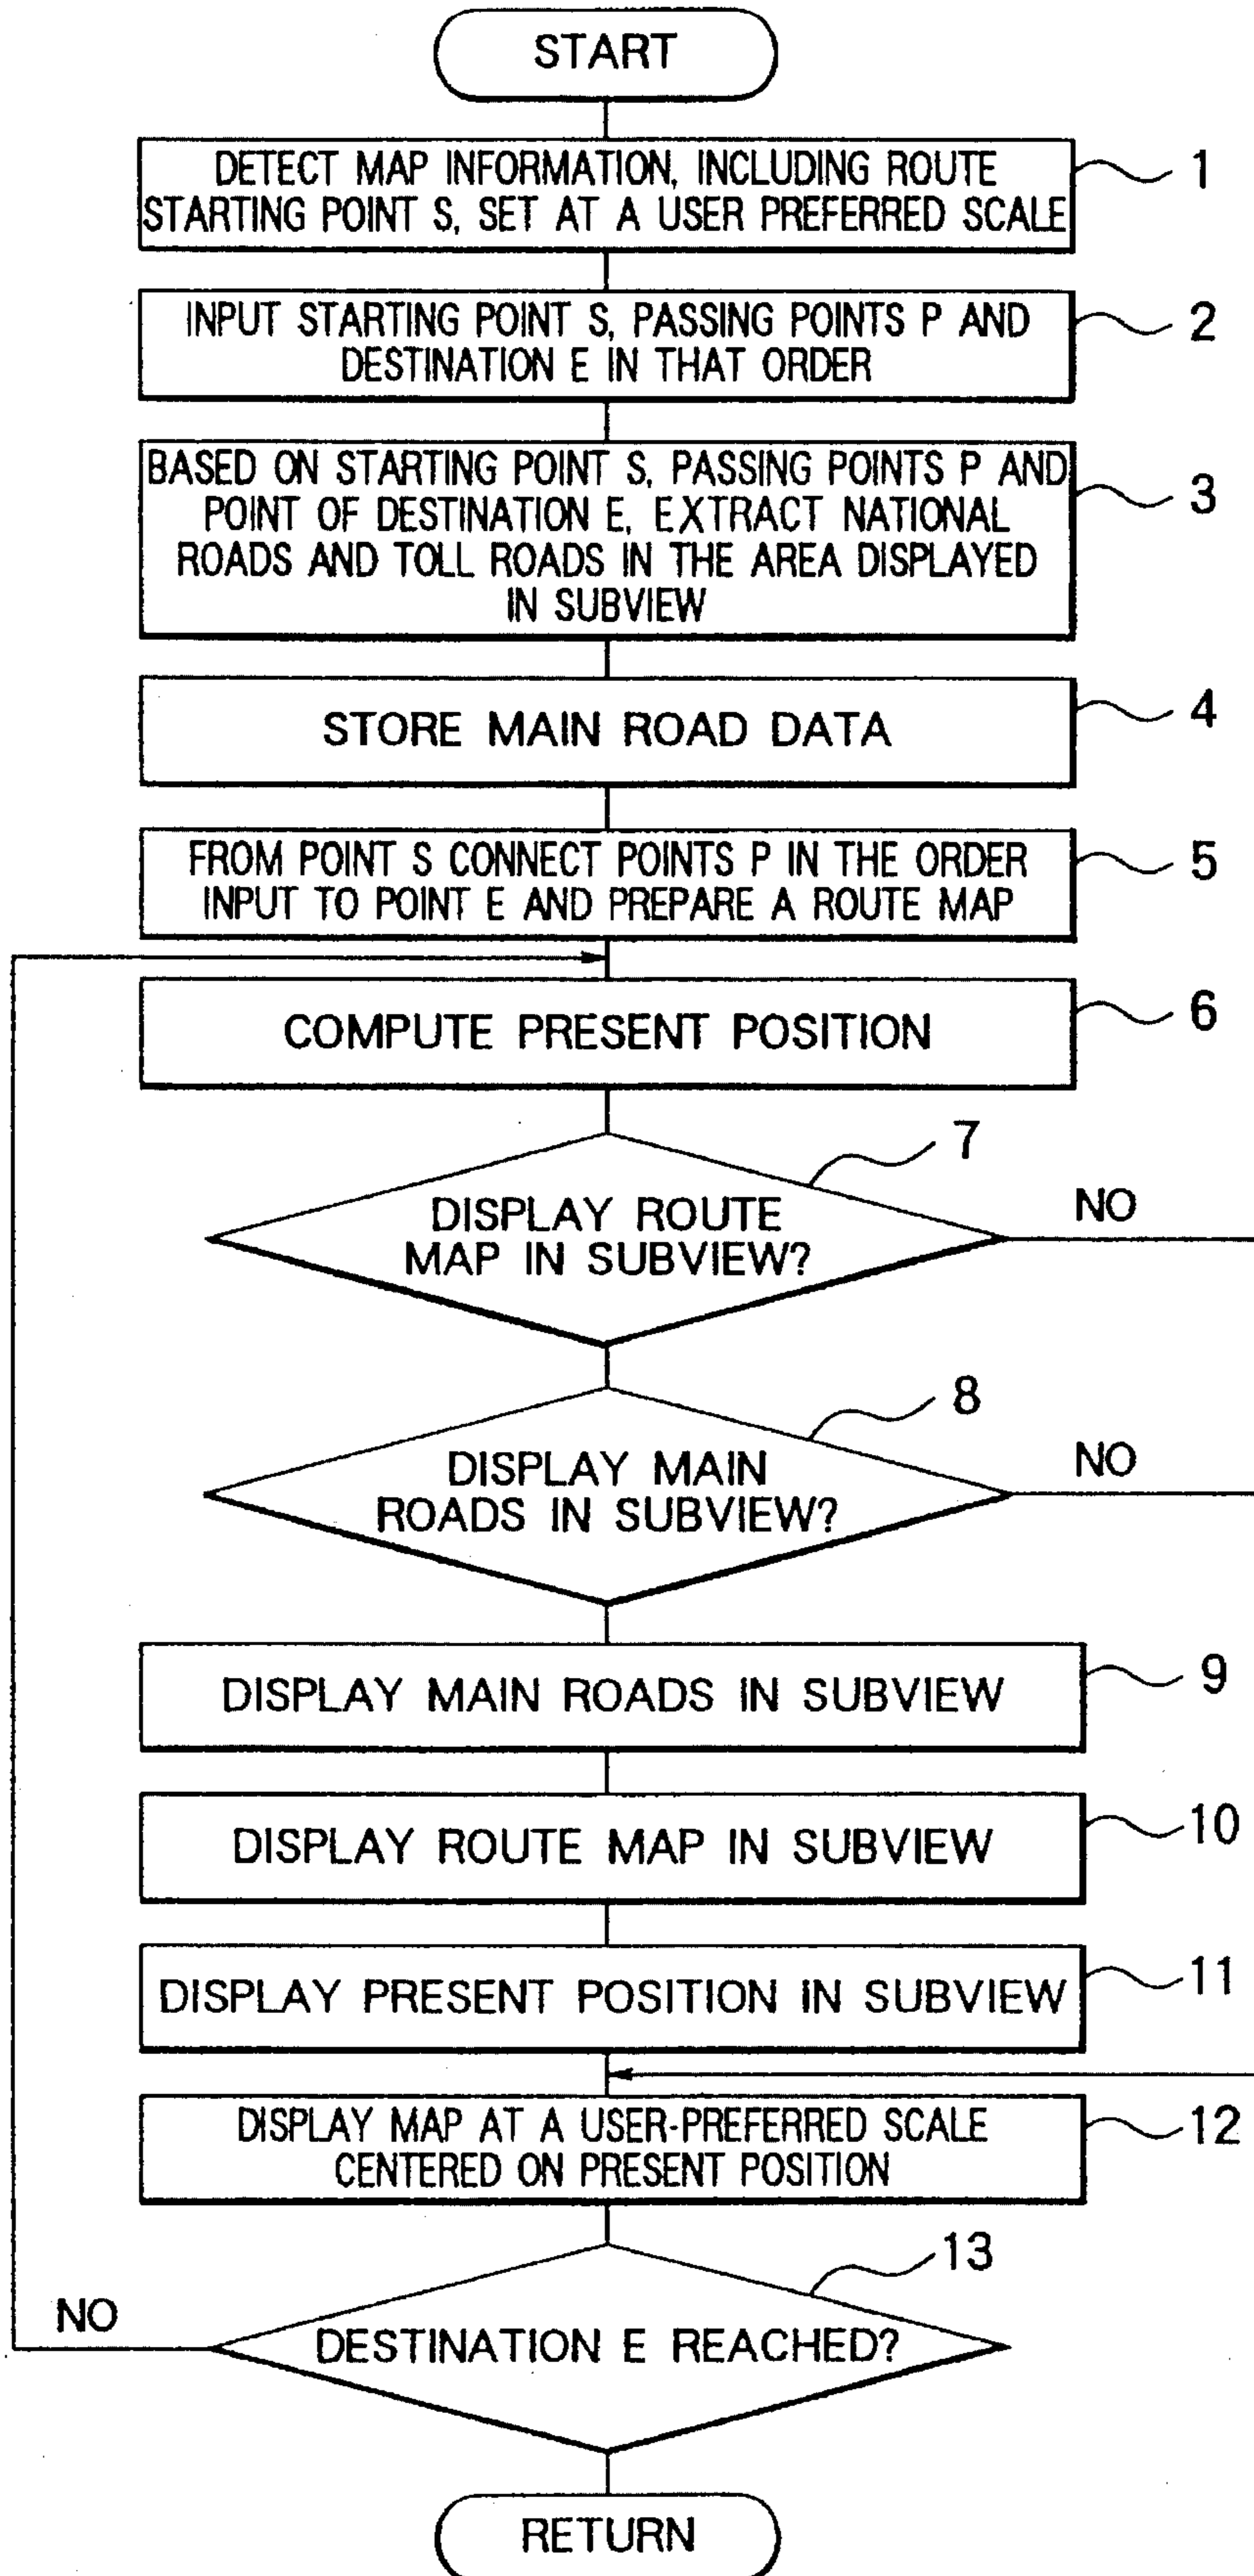 START
DETECT MAP INFORMATION, INCLUDING ROUTE
STARTING POINT S, SET AT A USER PREFERRED SCALE
1
INPUT STARTING POINT S, PASSING POINTS P AND
DESTINATION E IN THAT ORDER
2
BASED ON STARTING POINT S, PASSING POINTS P AND
POINT OF DESTINATION E, EXTRACT NATIONAL
ROADS AND TOLL ROADS IN THE AREA DISPLAYED
IN SUBVIEW
3
STORE MAIN ROAD DATA
4
FROM POINT S CONNECT POINTS P IN THE ORDER
INPUT TO POINT E AND PREPARE A ROUTE MAP
5
COMPUTE PRESENT POSITION
6
7
DISPLAY ROUTE
MAP IN SUBVIEW?
NO
8
DISPLAY MAIN
ROADS IN SUBVIEW?
NO
DISPLAY MAIN ROADS IN SUBVIEW
9
DISPLAY ROUTE MAP IN SUBVIEW
10
DISPLAY PRESENT POSITION IN SUBVIEW
11
DISPLAY MAP AT A USER-PREFERRED SCALE
CENTERED ON PRESENT POSITION
12
13
NO
DESTINATION E REACHED?
RETURN